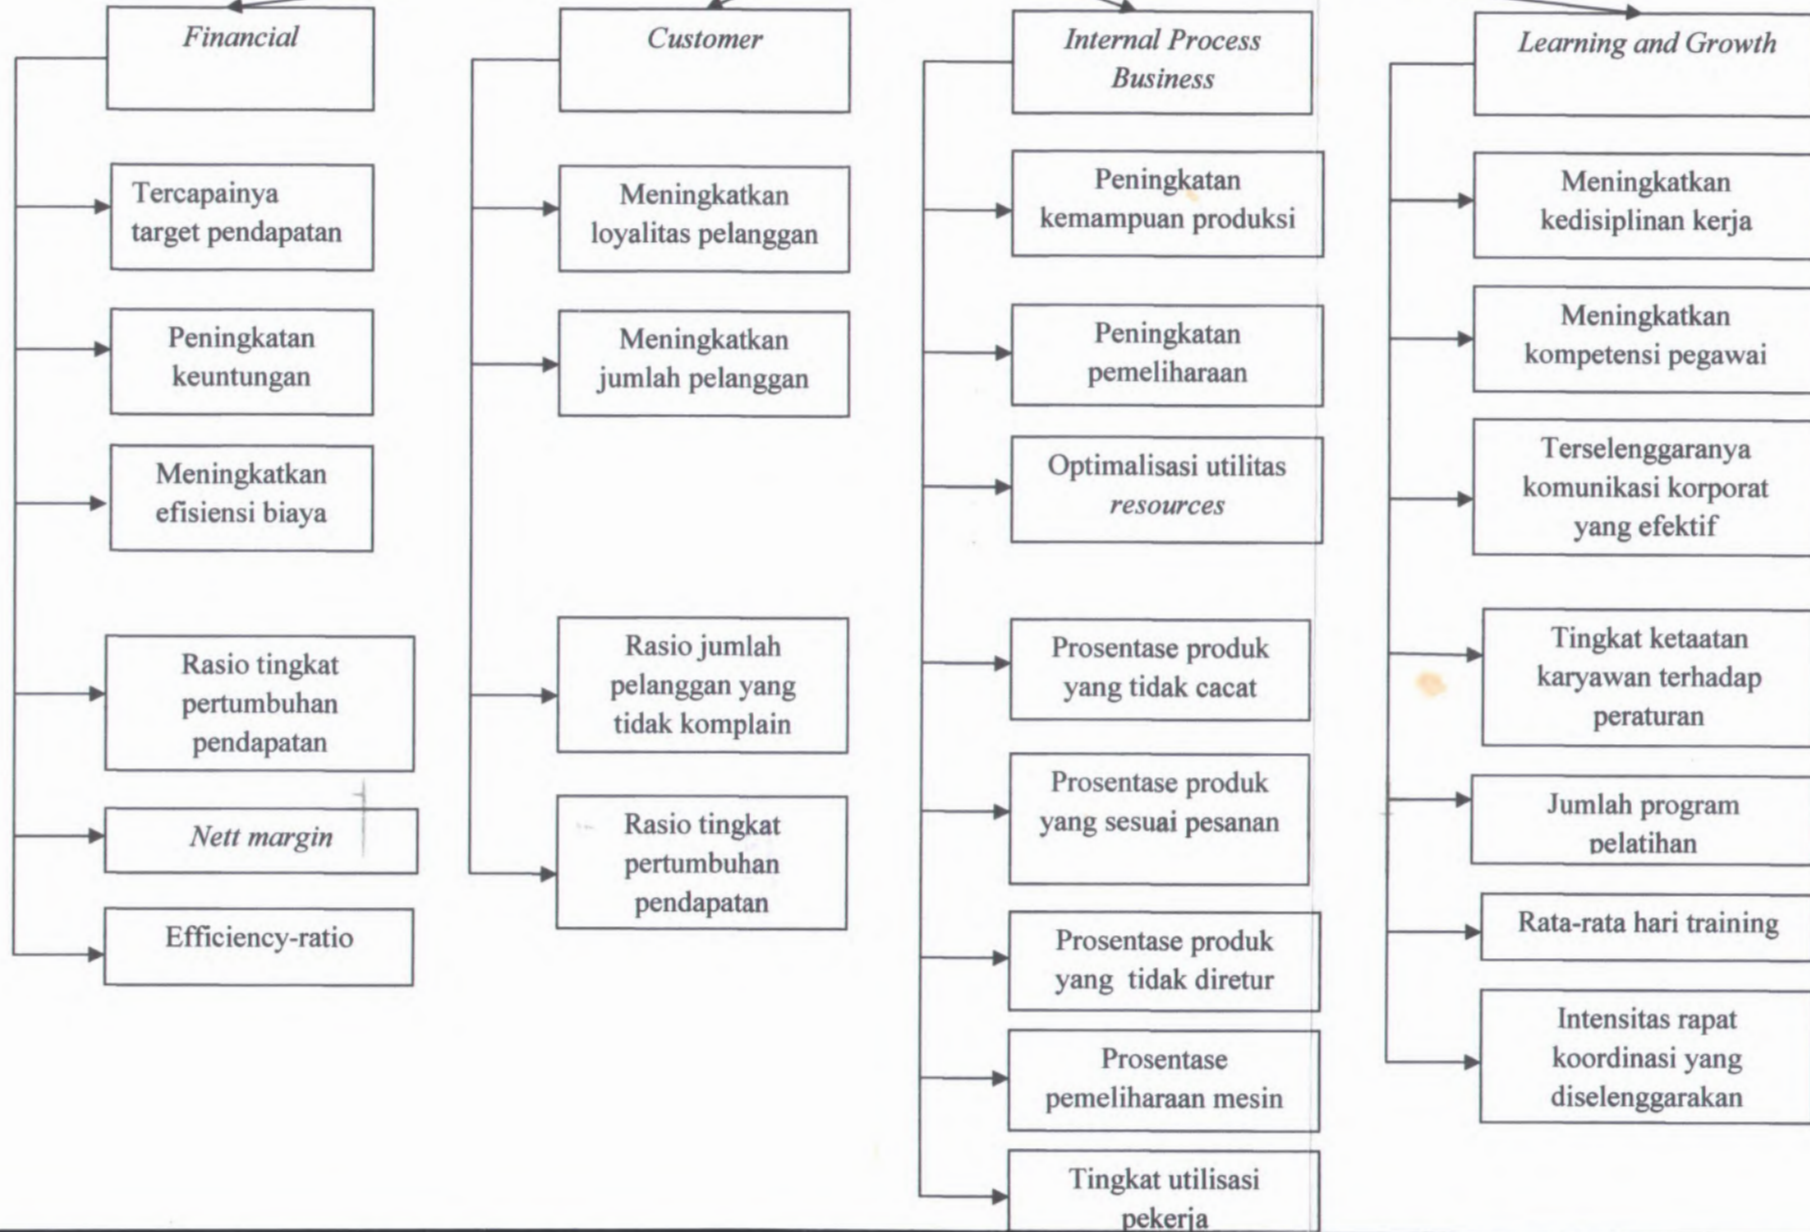 Financial
Tercapainya
target pendapatan
Peningkatan
keuntungan
Meningkatkan
efisiensi biaya
Rasio tingkat
pertumbuhan
pendapatan
Nett margin
Efficiency-ratio
Customer
Meningkatkan
loyalitas pelanggan
Meningkatkan
jumlah pelanggan
Rasio jumlah
pelanggan yang
tidak komplain
Rasio tingkat
pertumbuhan
pendapatan
Internal Process
Business
Peningkatan
kemampuan produksi
Peningkatan
pemeliharaan
Optimalisasi utilitas
resources
Prosentase produk
yang tidak cacat
Prosentase produk
yang sesuai pesanan
Prosentase produk
yang tidak diretur
Prosentase
pemeliharaan mesin
Tingkat utilisasi
pekerja
Learning and Growth
Meningkatkan
kedisiplinan kerja
Meningkatkan
kompetensi pegawai
Terselenggaranya
komunikasi korporat
yang efektif
Tingkat ketaatan
karyawan terhadap
peraturan
Jumlah program
pelatihan
Rata-rata hari training
Intensitas rapat
koordinasi yang
diselenggarakan